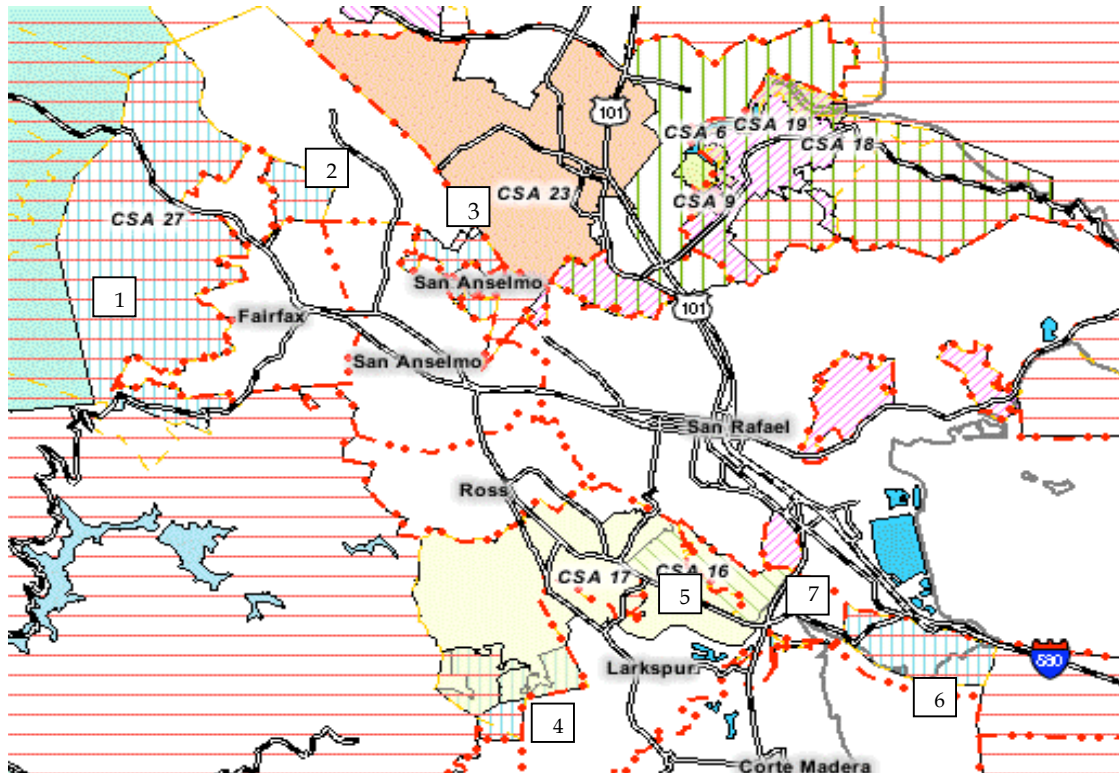 101
CSA 6
CSA 19
CSA 18
2
CSA 23
CSA 9
3
CSA 27
San Anselmo
1
101
Fairfax
San Anselmo
San Rafael
Ross
CSA 17
CSA 16
5
7
580
Larkspur
6
4
Corte Madera